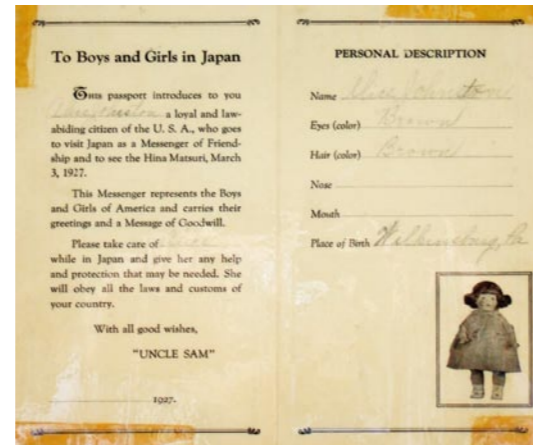 To Boys and Girls in Japan
This passport introduces to you
Alice Johnston a loyal and law-
abiding citizen of the U. S. A., who goes
to visit Japan as a Messenger of Friend-
ship and to see the Hina Matsuri, March
3, 1927.
This Messenger represents the Boys
and Girls of America and carries their
greetings and a Message of Goodwill.
Please take care of Alice
while in Japan and give her any help
and protection that may be needed. She
will obey all the laws and customs of
your country.
With all good wishes,
"UNCLE SAM"
1927.
PERSONAL DESCRIPTION
Name Alice Johnston
Eyes (color) Brown
Hair (color) Brown
Nose
Mouth
Place of Birth Wilkinsburg, Pa